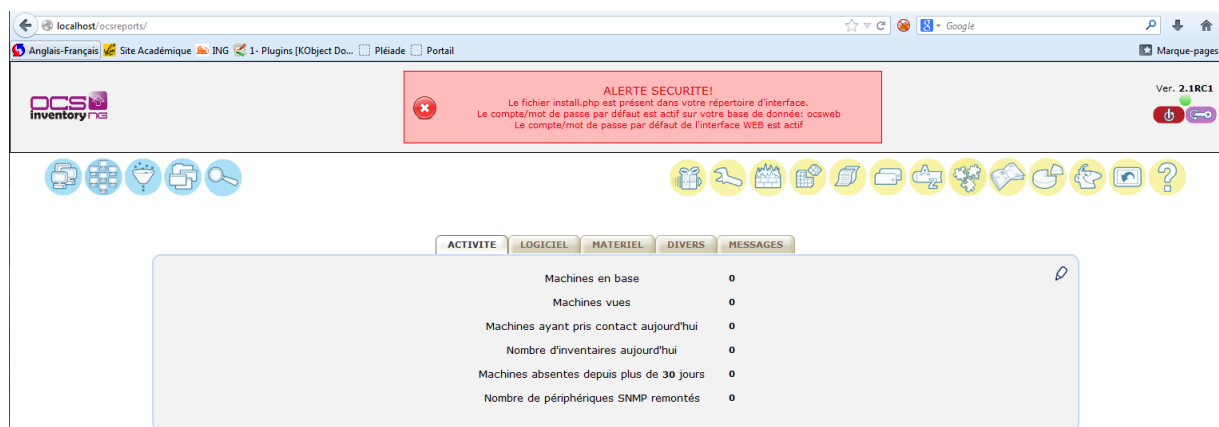 localhost/ocsreports/
Google
Anglais-Français Site Académique ING 1- Plugins [KObject Do... Pléiade Portail
Marque-pages
OCS
inventory NG
ALERTE SECURITE!
Le fichier install.php est présent dans votre répertoire d'interface.
Le compte/mot de passe par défaut est actif sur votre base de donnée: ocsweb
Le compte/mot de passe par défaut de l'interface WEB est actif
Ver. 2.1RC1
ACTIVITE LOGICIEL MATERIEL DIVERS MESSAGES
Machines en base 0
Machines vues 0
Machines ayant pris contact aujourd'hui 0
Nombre d'inventaires aujourd'hui 0
Machines absentes depuis plus de 30 jours 0
Nombre de périphériques SNMP remontés 0